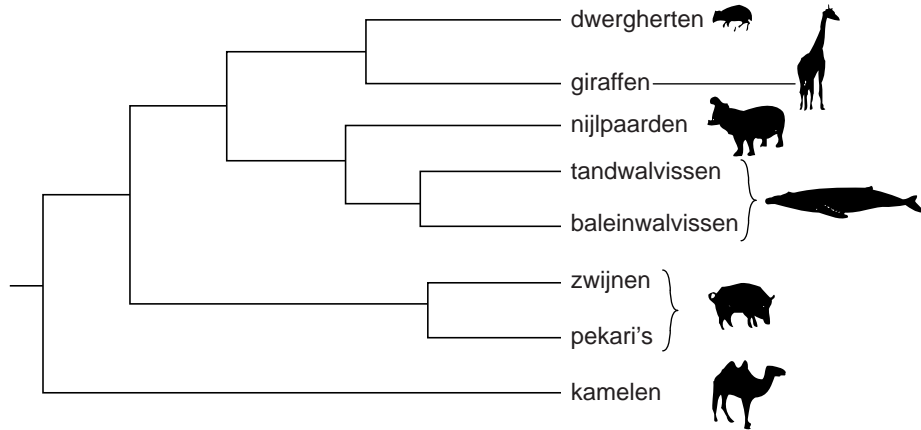 dwergherten
giraffen
nijlpaarden
tandwalvissen
baleinwalvissen
zwijnen
pekari's
kamelen